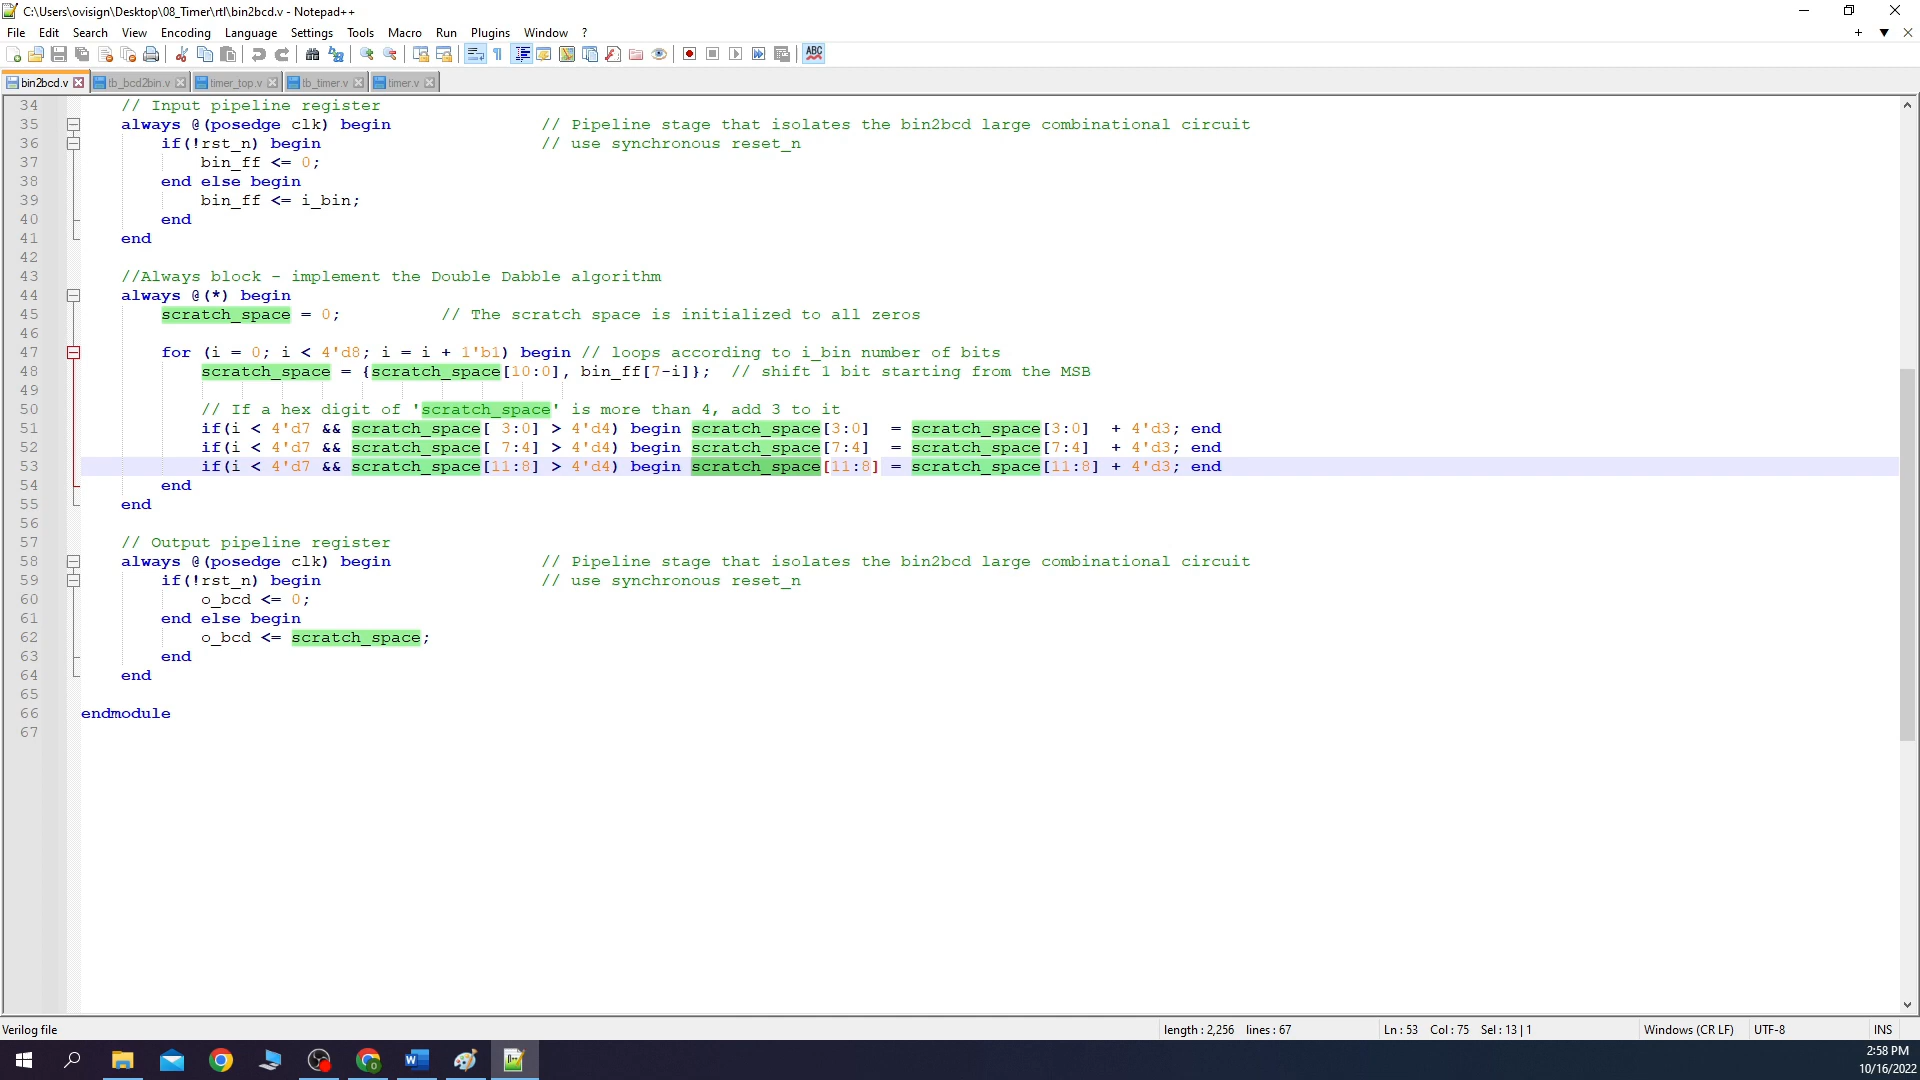 C:\Users\ovisign\Desktop\08_Timer\rtl\bin2bcd.v - Notepad++
File Edit Search View Encoding Language Settings Tools Macro Run Plugins Window ?
bin2bcd.v tb_bcd2bin.v timer_top.v tb_timer.v timer.v
34 // Input pipeline register
35 always @(posedge clk) begin // Pipeline stage that isolates the bin2bcd large combinational circuit
36 if(!rst_n) begin // use synchronous reset_n
37 bin_ff <= 0;
38 end else begin
39 bin_ff <= i_bin;
40 end
41 end
42
43 //Always block - implement the Double Dabble algorithm
44 always @(*) begin
45 scratch_space = 0; // The scratch space is initialized to all zeros
46
47 for (i = 0; i < 4'd8; i = i + 1'b1) begin // loops according to i_bin number of bits
48 scratch_space = {scratch_space[10:0], bin_ff[7-i]}; // shift 1 bit starting from the MSB
49
50 // If a hex digit of 'scratch_space' is more than 4, add 3 to it
51 if(i < 4'd7 && scratch_space[ 3:0] > 4'd4) begin scratch_space[3:0] = scratch_space[3:0] + 4'd3; end
52 if(i < 4'd7 && scratch_space[ 7:4] > 4'd4) begin scratch_space[7:4] = scratch_space[7:4] + 4'd3; end
53 if(i < 4'd7 && scratch_space[11:8] > 4'd4) begin scratch_space[11:8] = scratch_space[11:8] + 4'd3; end
54 end
55 end
56
57 // Output pipeline register
58 always @(posedge clk) begin // Pipeline stage that isolates the bin2bcd large combinational circuit
59 if(!rst_n) begin // use synchronous reset_n
60 o_bcd <= 0;
61 end else begin
62 o_bcd <= scratch_space;
63 end
64 end
65
66 endmodule
67
Verilog file length : 2,256 lines : 67 Ln : 53 Col : 75 Sel : 13 | 1 Windows (CR LF) UTF-8 INS
2:58 PM
10/16/2022